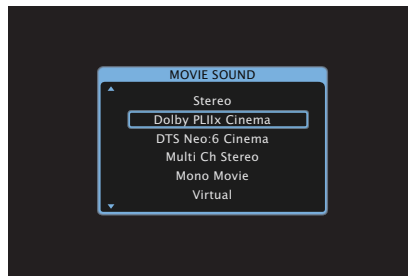 MOVIE SOUND
Stereo
Dolby PLIIx Cinema
DTS Neo:6 Cinema
Multi Ch Stereo
Mono Movie
Virtual